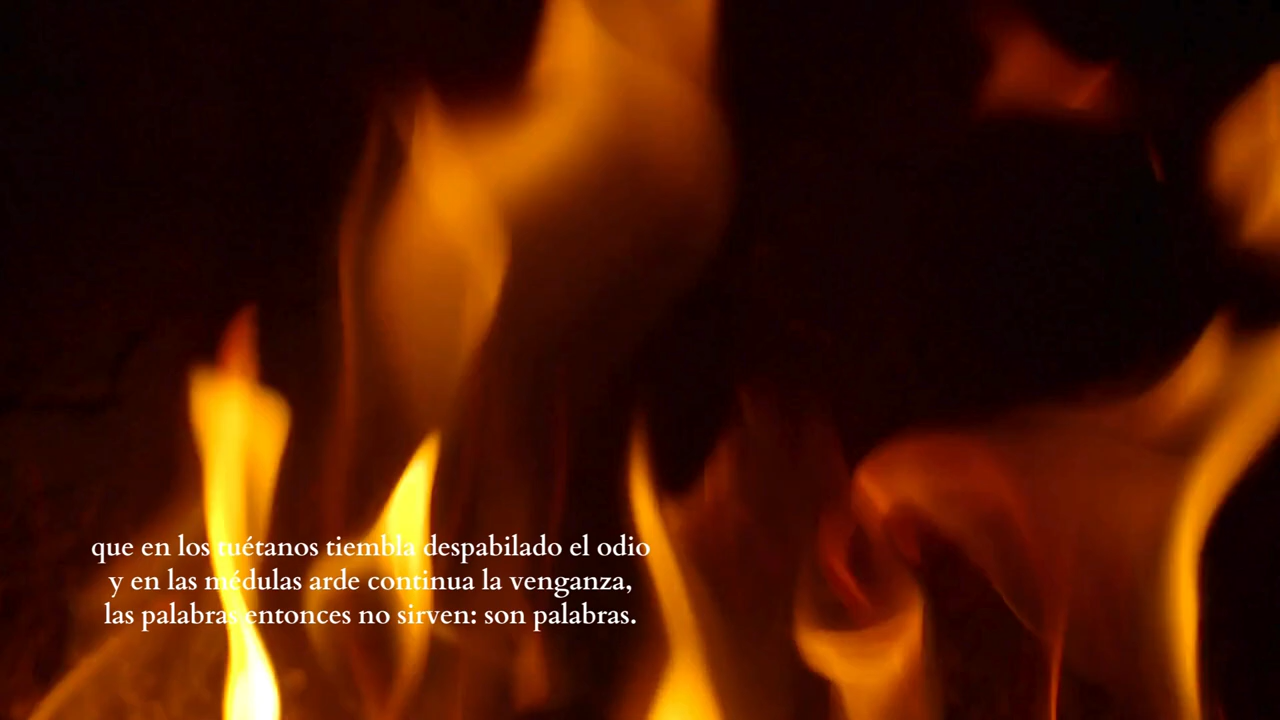 que en los tuétanos tiembla despabilado el odio
y en las médulas arde continua la venganza,
las palabras entonces no sirven: son palabras.